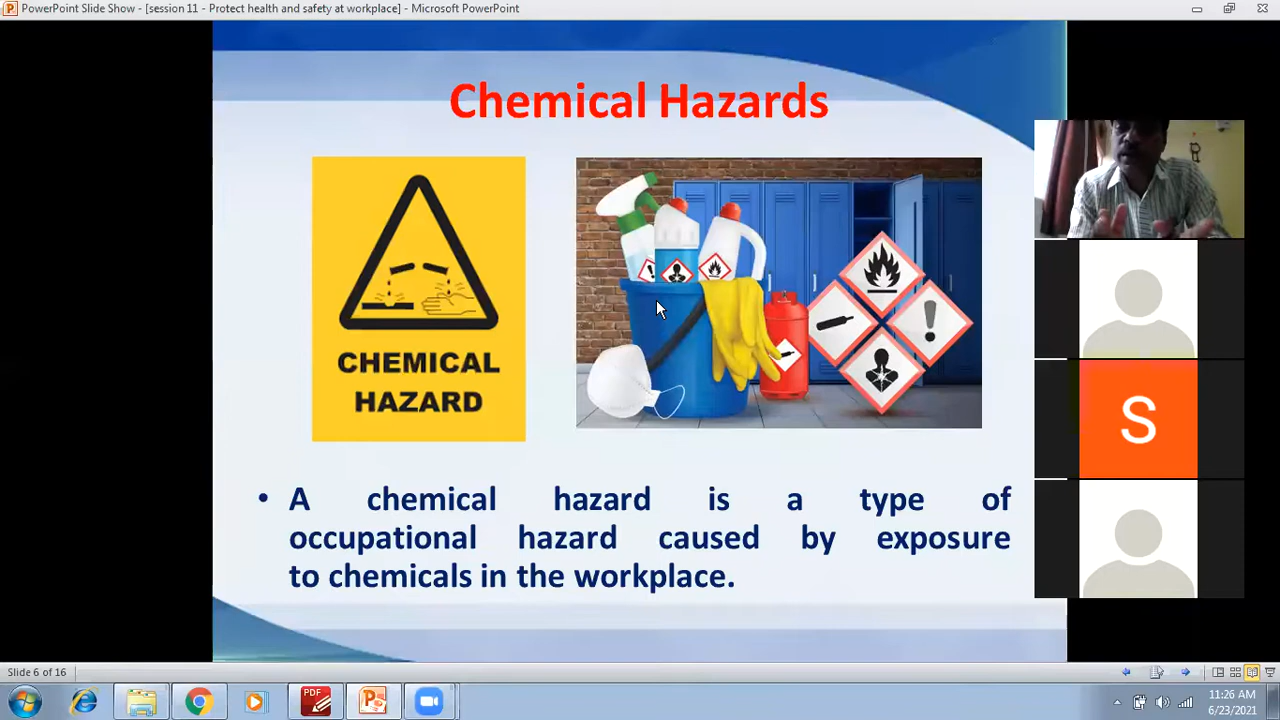 PowerPoint Slide Show - [session 11 - Protect health and safety at workplace] - Microsoft PowerPoint
Chemical Hazards
CHEMICAL
HAZARD
• A chemical hazard is a type of
occupational hazard caused by exposure
to chemicals in the workplace.
S
Slide 6 of 16
PDF
11:26 AM
6/23/2021